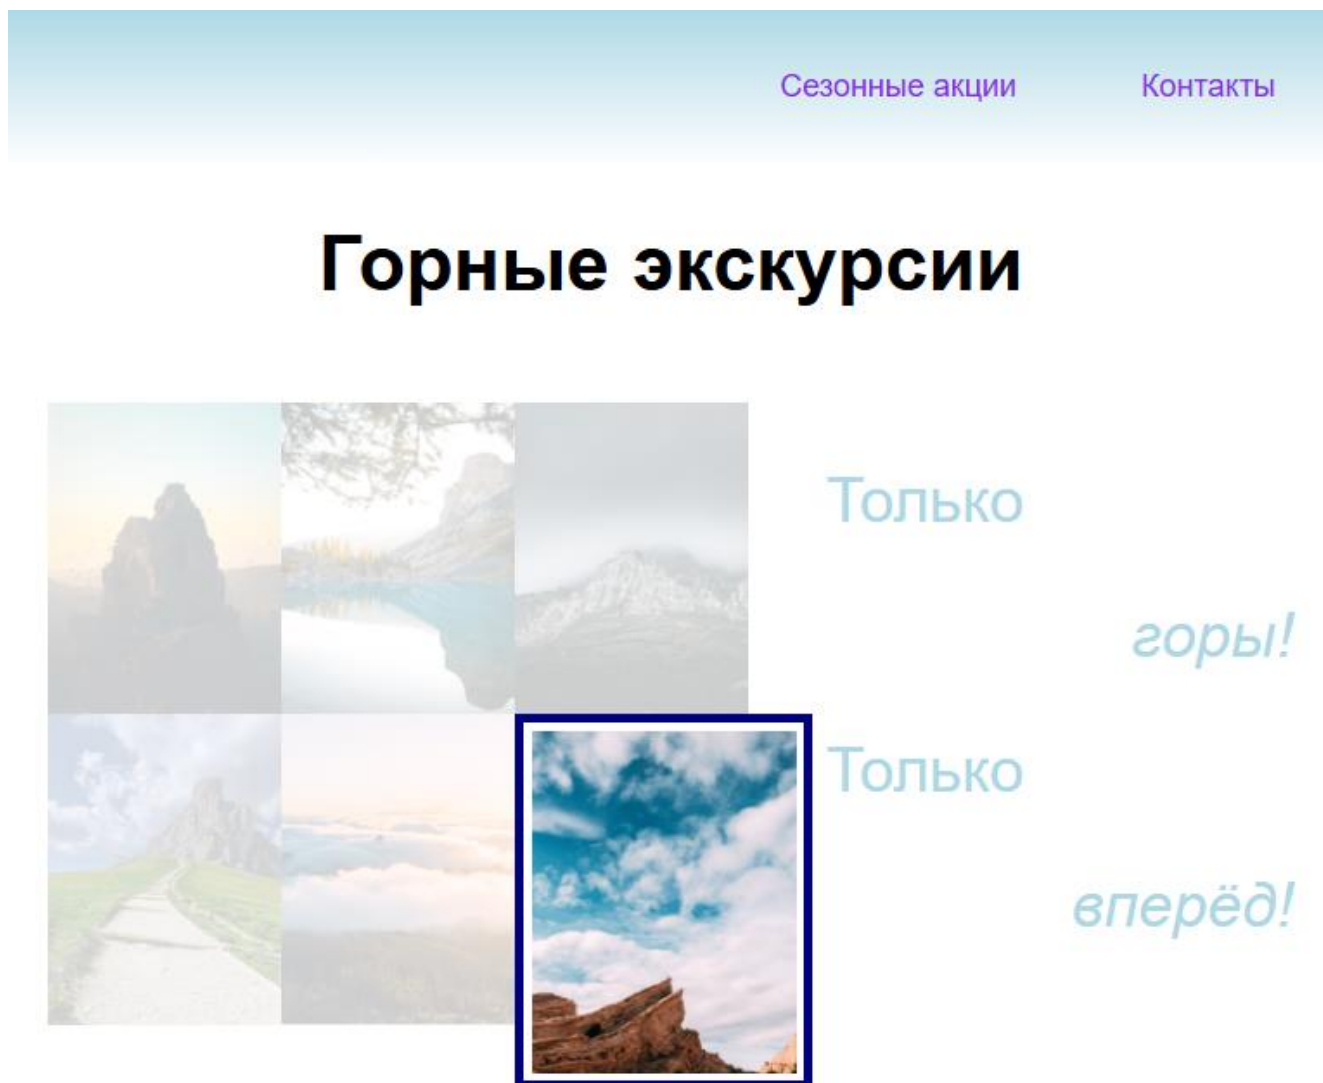 Сезонные акции Контакты
Горные экскурсии
Только
горы!
Только
вперёд!